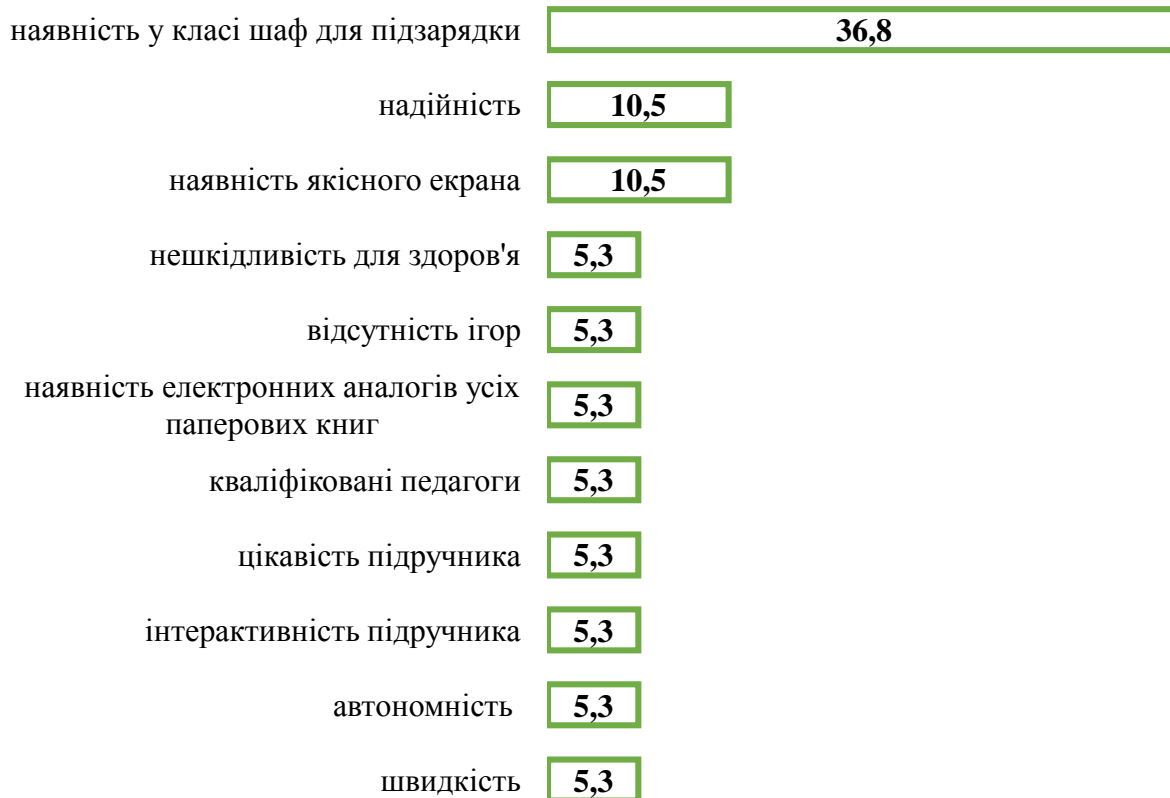 наявність у класі шаф для підзарядки 36,8
надійність 10,5
наявність якісного екрана 10,5
нешкідливість для здоров'я 5,3
відсутність ігор 5,3
наявність електронних аналогів усіх
паперових книг 5,3
кваліфіковані педагоги 5,3
цікавість підручника 5,3
інтерактивність підручника 5,3
автономність 5,3
швидкість 5,3